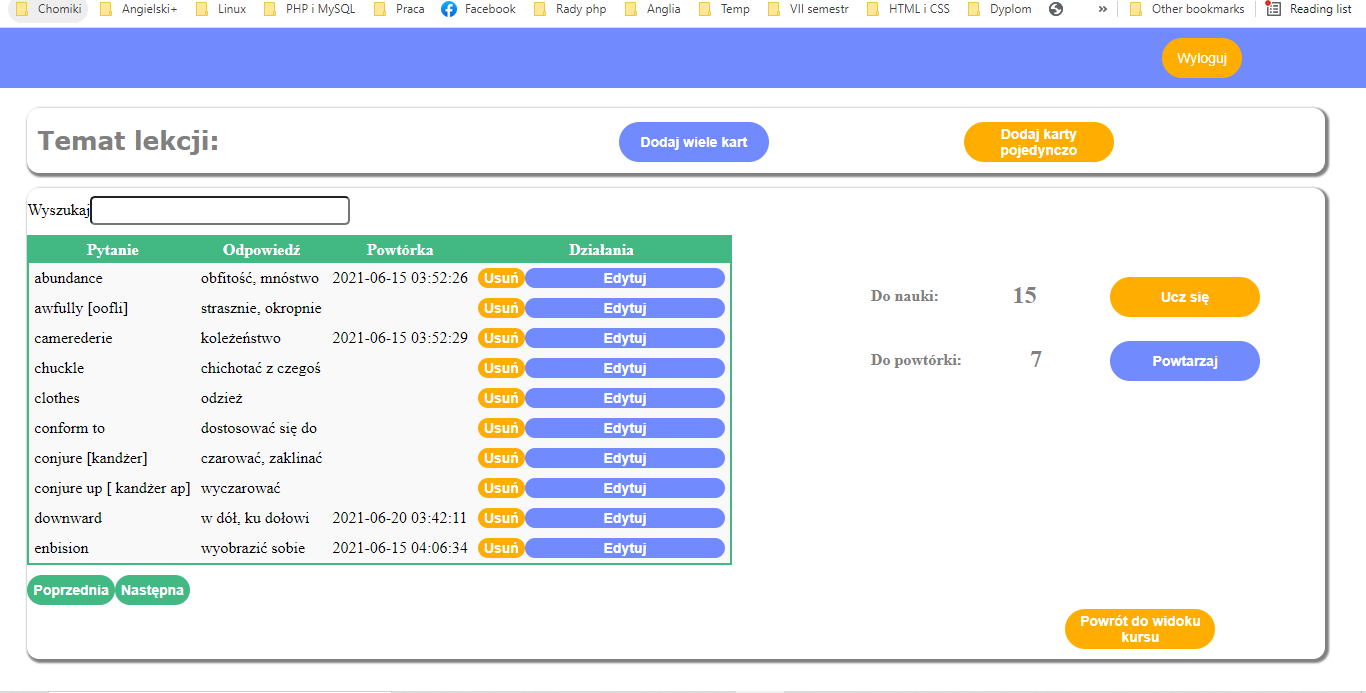 Chomiki Angielski+ Linux PHP i MySQL Praca Facebook Rady php Anglia Temp VII semestr HTML i CSS Dyplom » Other bookmarks Reading list
Wyloguj
Temat lekcji:
Dodaj wiele kart
Dodaj karty
pojedynczo
Wyszukaj
Pytanie Odpowiedź Powtórka Działania
abundance obfitość, mnóstwo 2021-06-15 03:52:26 Usuń Edytuj
awfully [oofli] strasznie, okropnie Usuń Edytuj
camerederie koleżeństwo 2021-06-15 03:52:29 Usuń Edytuj
chuckle chichotać z czegoś Usuń Edytuj
clothes odzież Usuń Edytuj
conform to dostosować się do Usuń Edytuj
conjure [kandżer] czarować, zaklinać Usuń Edytuj
conjure up [ kandżer ap] wyczarować Usuń Edytuj
downward w dół, ku dołowi 2021-06-20 03:42:11 Usuń Edytuj
enbision wyobrazić sobie 2021-06-15 04:06:34 Usuń Edytuj
Poprzednia Następna
Do nauki: 15 Ucz się
Do powtórki: 7 Powtarzaj
Powrót do widoku
kursu